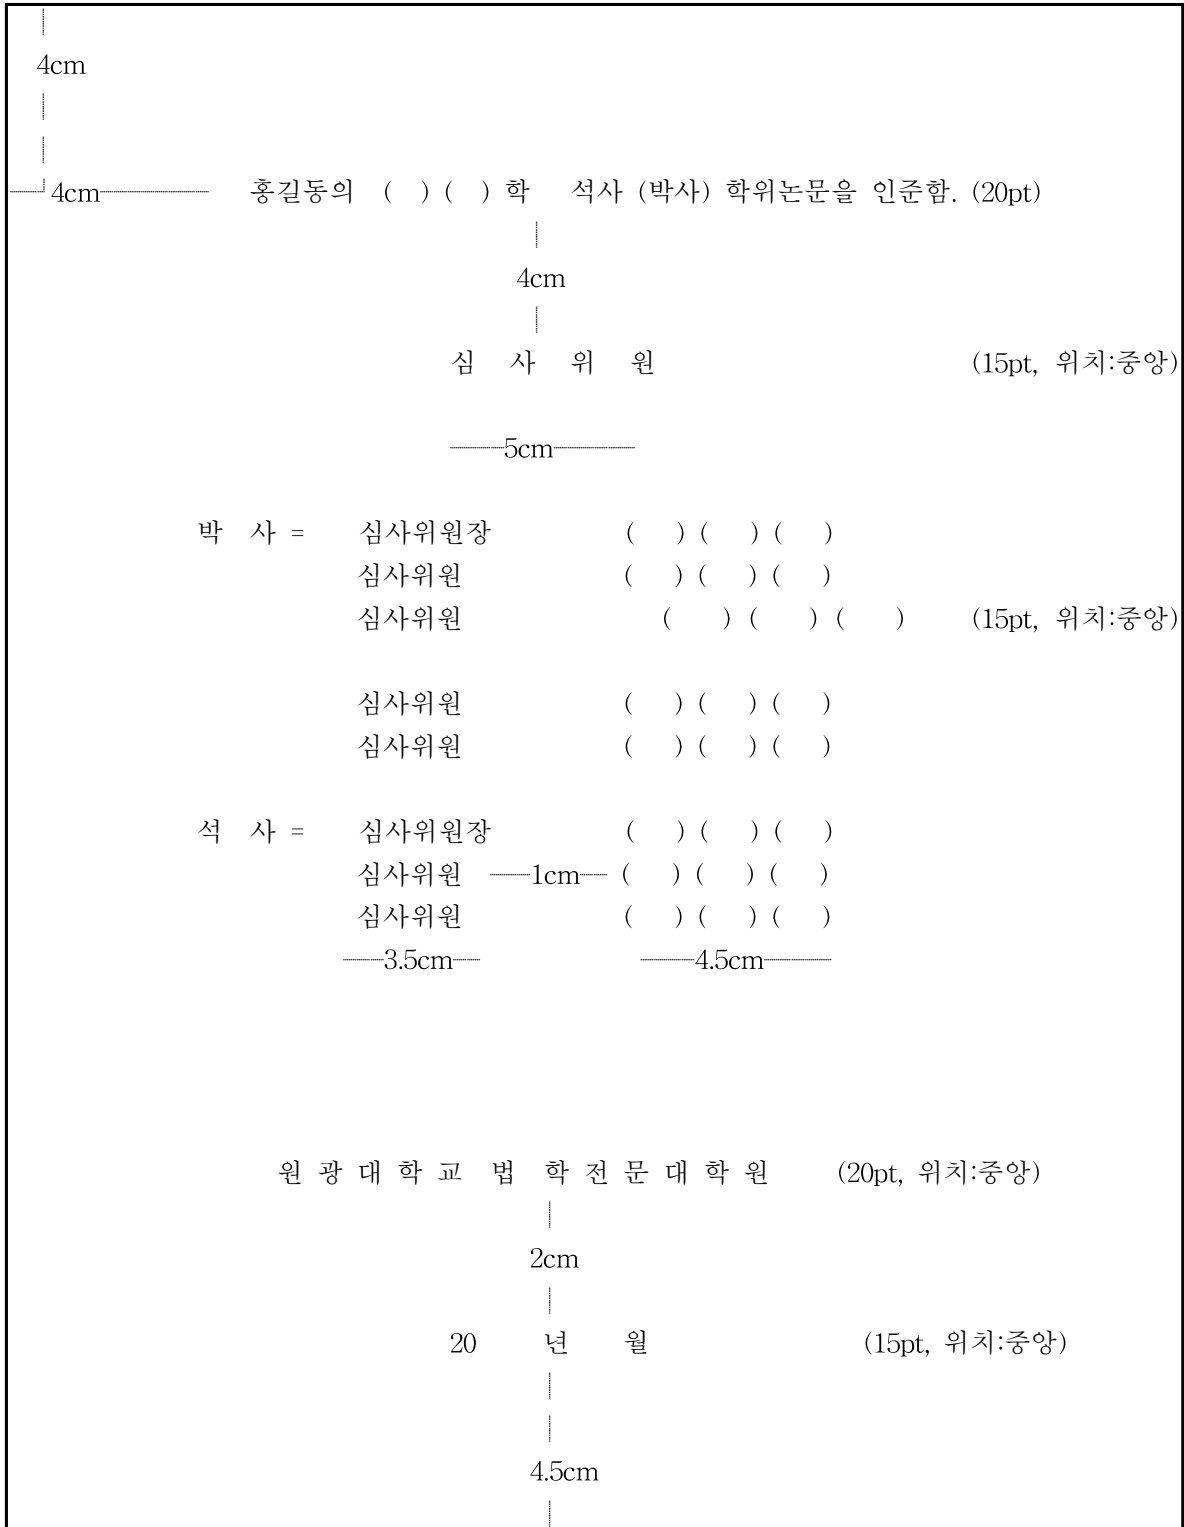 4cm
4cm 홍길동의 ( ) ( ) 학 석사 (박사) 학위논문을 인준함. (20pt)
4cm
심 사 위 원 (15pt, 위치:중앙)
5cm
박 사 = 심사위원장 ( ) ( ) ( )
심사위원 ( ) ( ) ( )
심사위원 ( ) ( ) ( ) (15pt, 위치:중앙)
심사위원 ( ) ( ) ( )
심사위원 ( ) ( ) ( )
석 사 = 심사위원장 ( ) ( ) ( )
심사위원 1cm ( ) ( ) ( )
심사위원 ( ) ( ) ( )
3.5cm 4.5cm
원 광 대 학 교 법 학 전 문 대 학 원 (20pt, 위치:중앙)
2cm
20 년 월 (15pt, 위치:중앙)
4.5cm